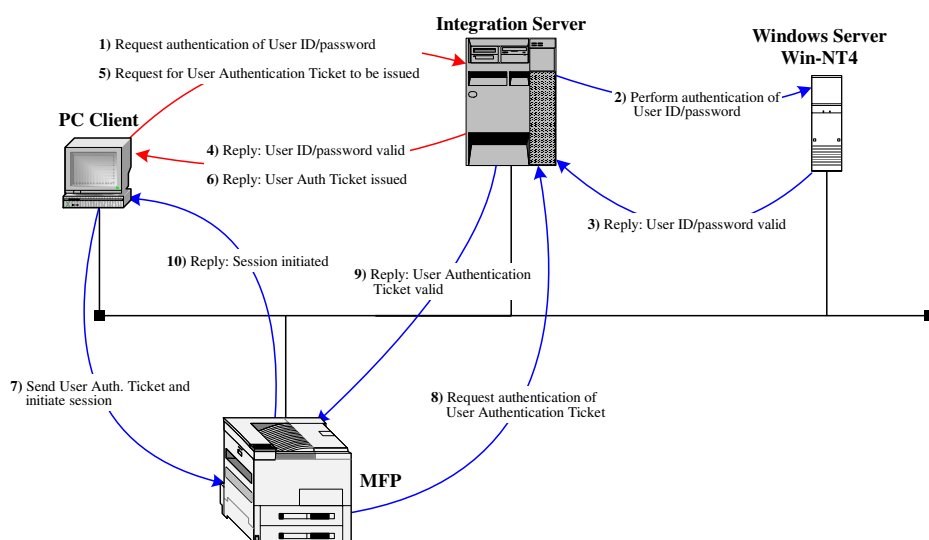 Integration Server
Windows Server
Win-NT4
1) Request authentication of User ID/password
5) Request for User Authentication Ticket to be issued
2) Perform authentication of
User ID/password
PC Client
4) Reply: User ID/password valid
6) Reply: User Auth Ticket issued
3) Reply: User ID/password valid
10) Reply: Session initiated
9) Reply: User Authentication
Ticket valid
7) Send User Auth. Ticket and
initiate session
8) Request authentication of
User Authentication Ticket
MFP